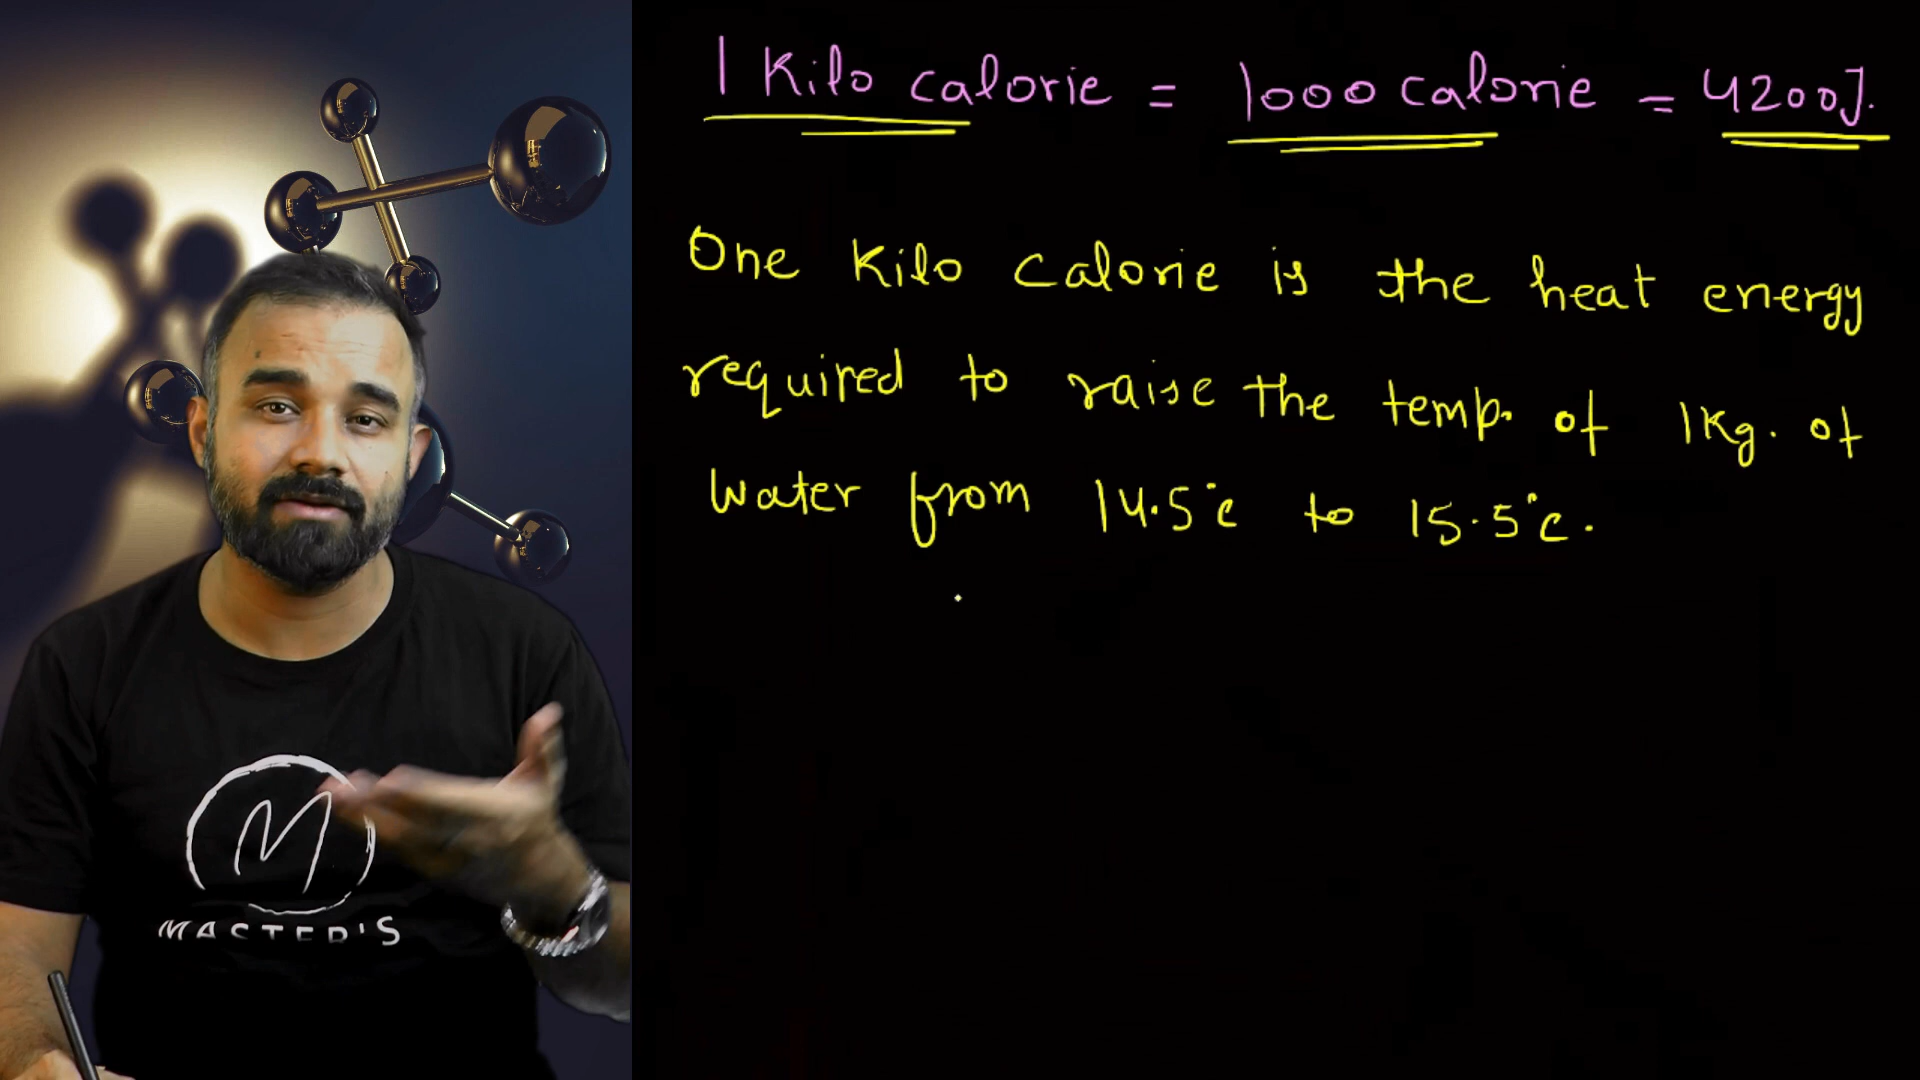 1 Kilo calorie = 1000 calorie = 4200J.
One Kilo Calorie is the heat energy
required to raise the temp. of 1Kg. of
Water from 14.5°c to 15.5°c.
M
MASTER'S